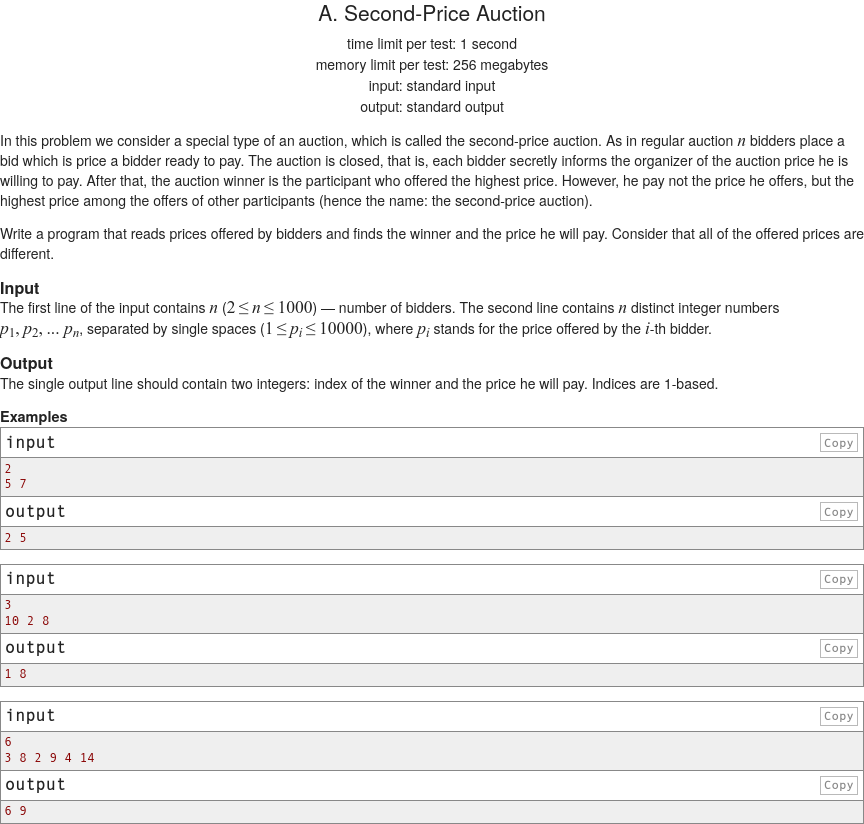 A. Second-Price Auction
time limit per test: 1 second
memory limit per test: 256 megabytes
input: standard input
output: standard output
In this problem we consider a special type of an auction, which is called the second-price auction. As in regular auction n bidders place a
bid which is price a bidder ready to pay. The auction is closed, that is, each bidder secretly informs the organizer of the auction price he is
willing to pay. After that, the auction winner is the participant who offered the highest price. However, he pay not the price he offers, but the
highest price among the offers of other participants (hence the name: the second-price auction).
Write a program that reads prices offered by bidders and finds the winner and the price he will pay. Consider that all of the offered prices are
different.
Input
The first line of the input contains n (2 ≤ n ≤ 1000) — number of bidders. The second line contains n distinct integer numbers
p1, p2, ... pn, separated by single spaces (1 ≤ pi ≤ 10000), where pi stands for the price offered by the i-th bidder.
Output
The single output line should contain two integers: index of the winner and the price he will pay. Indices are 1-based.
Examples
input Copy
2
5 7
output Copy
2 5
input Copy
3
10 2 8
output Copy
1 8
input Copy
6
3 8 2 9 4 14
output Copy
6 9